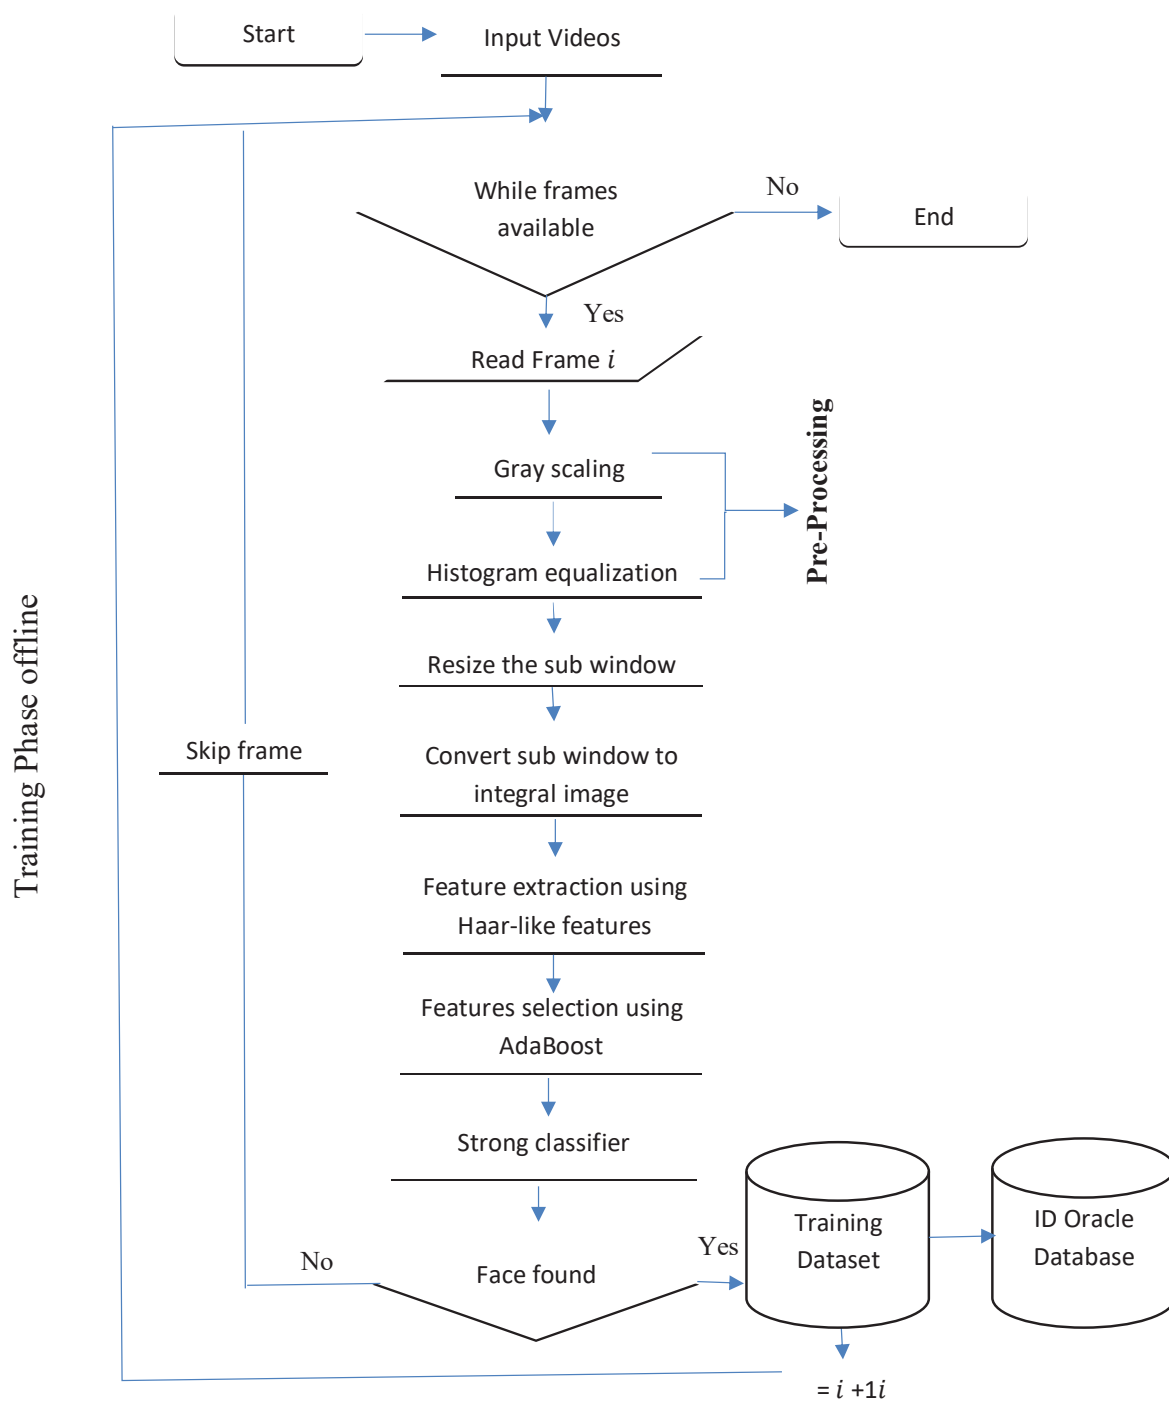 Start
Input Videos
While frames
available
No
End
Yes
Read Frame i
Gray scaling
Pre-Processing
Histogram equalization
Resize the sub window
Training Phase offline
Skip frame
Convert sub window to
integral image
Feature extraction using
Haar-like features
Features selection using
AdaBoost
Strong classifier
Face found
No
Yes
Training
Dataset
ID Oracle
Database
= i +1i